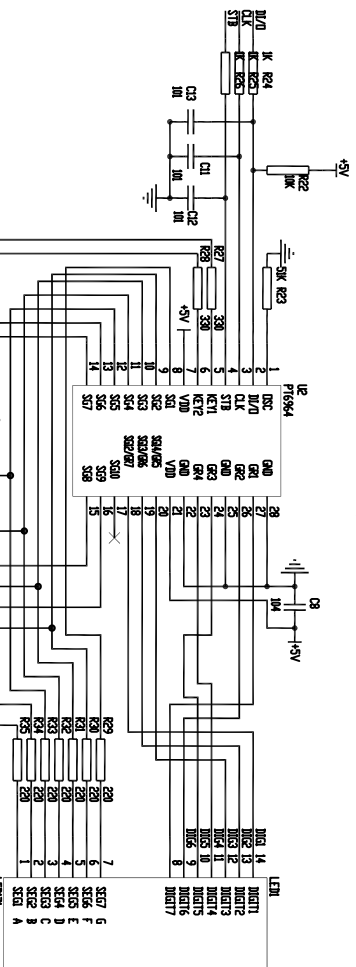 DI/O
CLK
STB
1K R24
1K R25
1K R26
+5V
R22
10K
C13
101
C11
101
C12
101
51K R23
R27 330
R28 330
+5V
U2
PT6964
1 OSC
2 DI/O
3 CLK
4 STB
5 KEY1
6 KEY2
7 VDD
8 SG1
9 SG2
10 SG3
11 SG4
12 SG5
13 SG6
14 SG7
GND 28
GR1 27
GR2 26
GND 25
GR3 24
GR4 23
GND 22
VDD 21
SG14/GR5 20
SG13/GR6 19
SG12/GR7 18
SG10 17
SG9 16
SG8 15
C8
104
+5V
R29 220
R30 220
R31 220
R32 220
R33 220
R34 220
R35 220
LED1
DIG1 14 DIGIT1
DIG2 13 DIGIT2
DIG3 12 DIGIT3
DIG4 11 DIGIT4
DIG5 10 DIGIT5
DIG6 9 DIGIT6
8 DIGIT7
7 SEG7 G
6 SEG6 F
5 SEG5 E
4 SEG4 D
3 SEG3 C
2 SEG2 B
1 SEG1 A